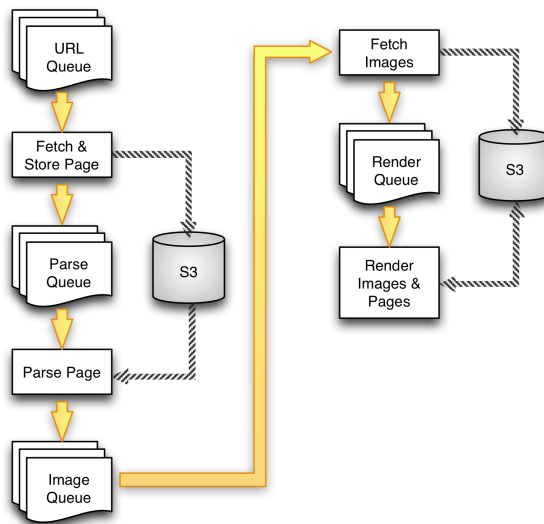 URL
Queue
Fetch &
Store Page
Parse
Queue
S3
Parse Page
Image
Queue
Fetch
Images
Render
Queue
S3
Render
Images &
Pages